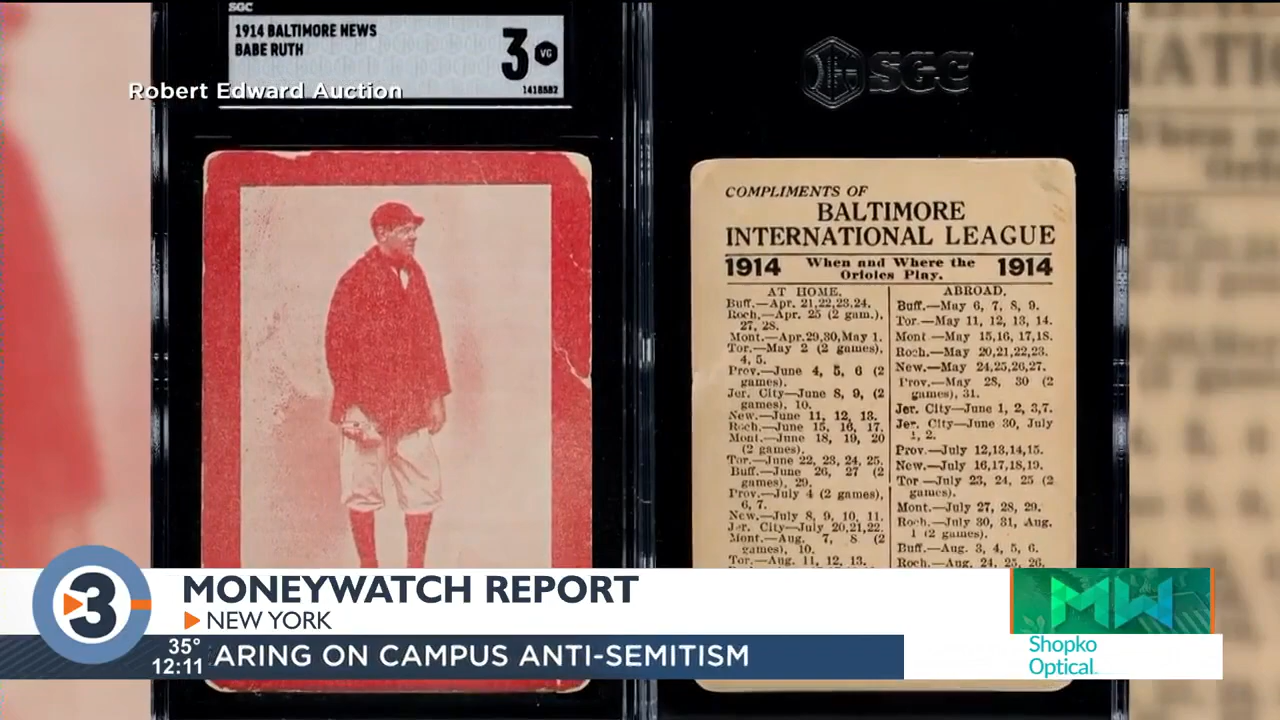 SGC
1914 BALTIMORE NEWS
BABE RUTH
3
VG
1418582
Robert Edward Auction
SGC
COMPLIMENTS OF
BALTIMORE
INTERNATIONAL LEAGUE
1914 When and Where the Orioles Play. 1914
AT HOME.
Buff.—Apr. 21,22,23,24.
Roch.—Apr. 25 (2 gam.),
27, 28.
Mont.—Apr.29,30,May 1.
Tor.—May 2 (2 games),
4, 5.
Prov.—June 4, 5, 6 (2
games).
Jer. City—June 8, 9, (2
games), 10.
New.—June 11, 12, 13.
Roch.—June 15, 16, 17.
Mont.—June 18, 19, 20
(2 games).
Tor.—June 22, 23, 24, 25.
Buff.—June 26, 27 (2
games), 29.
Prov.—July 4 (2 games),
6, 7.
New.—July 8, 9, 10, 11.
Jer. City—July 20,21,22.
Mont.—Aug. 7, 8 (2
games), 10.
Tor.—Aug. 11, 12, 13.
ABROAD.
Buff.—May 6, 7, 8, 9.
Tor.—May 11, 12, 13, 14.
Mont.—May 15,16, 17,18.
Roch.—May 20,21,22,23.
New.—May 24,25,26,27.
Prov.—May 28, 30 (2
games), 31.
Jer. City—June 1, 2, 3,7.
Jer. City—June 30, July
1, 2.
Prov.—July 12,13,14,15.
New.—July 16,17,18,19.
Tor.—July 23, 24, 25 (2
games).
Mont.—July 27, 28, 29.
Roch.—July 30, 31, Aug.
1 (2 games).
Buff.—Aug. 3, 4, 5, 6.
Roch.—Aug. 24, 25, 26,
3
MONEYWATCH REPORT
NEW YORK
MW
35°
12:11
ARING ON CAMPUS ANTI-SEMITISM
Shopko
Optical.